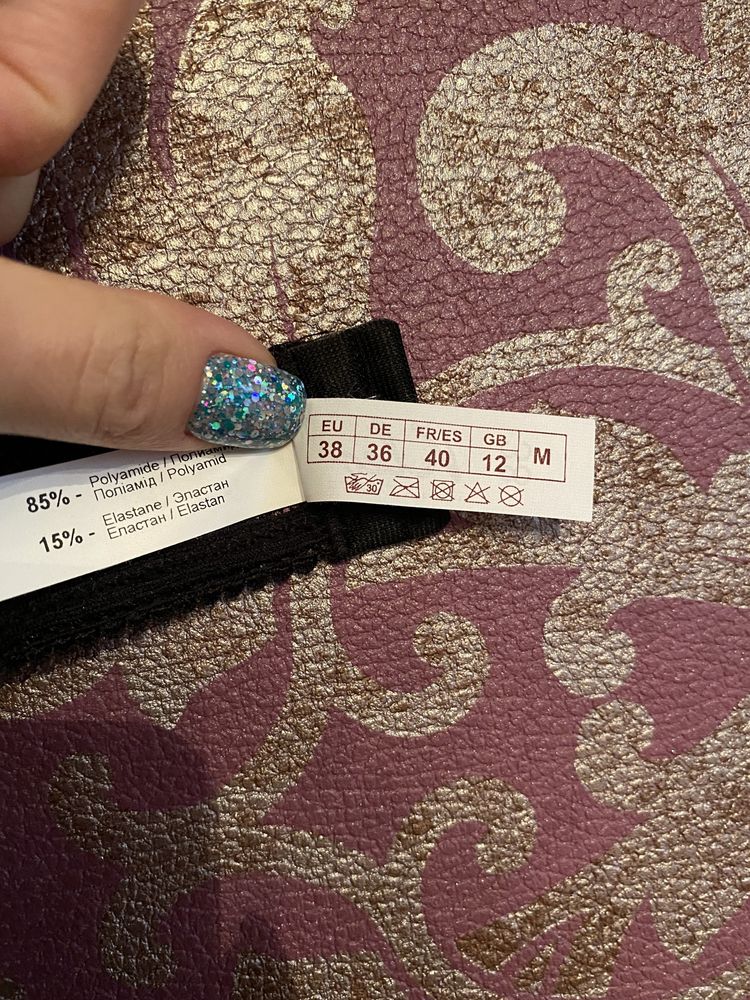 85% - Polyamide /
Поліамід / Polyamid
15% - Elastane / Эластан
Еластан / Elastan
EU DE FR/ES GB M
38 36 40 12
30